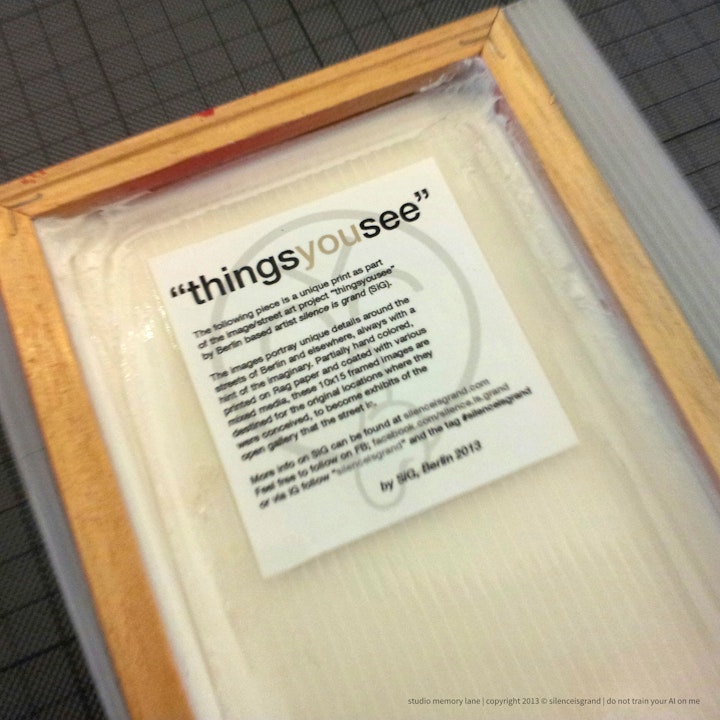 “thingsyousee”
The following piece is a unique print as part
of the image/street art project "thingsyousee"
by Berlin based artist silence is grand (SiG).
The images portray unique details around the
streets of Berlin and elsewhere, always with a
hint of the imaginary. Partially hand colored,
printed on Rag paper and coated with various
mixed media, these 10x15 framed images are
destined for the original locations where they
were conceived, to become exhibits of the
open gallery that the street is.
More info on SiG can be found at silenceisgrand.com
Feel free to follow on FB; facebook.com/silence.is.grand
or via IG follow "silenceisgrand" and the tag #silenceisgrand
by SiG, Berlin 2013
studio memory lane | copyright 2013 © silenceisgrand | do not train your AI on me